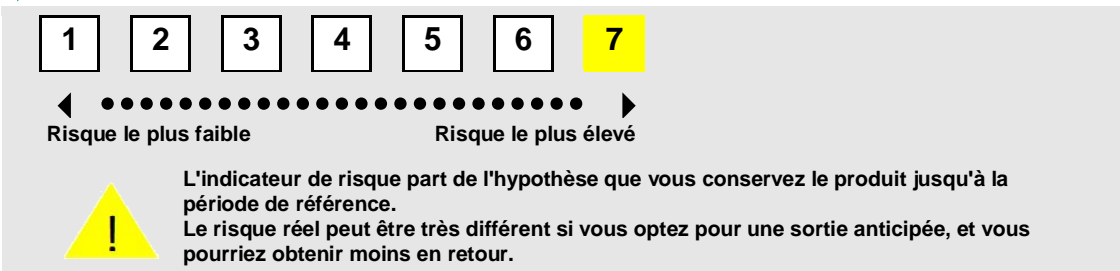 1 2 3 4 5 6 7
Risque le plus faible Risque le plus élevé
L'indicateur de risque part de l'hypothèse que vous conservez le produit jusqu'à la
période de référence.
! Le risque réel peut être très différent si vous optez pour une sortie anticipée, et vous
pourriez obtenir moins en retour.